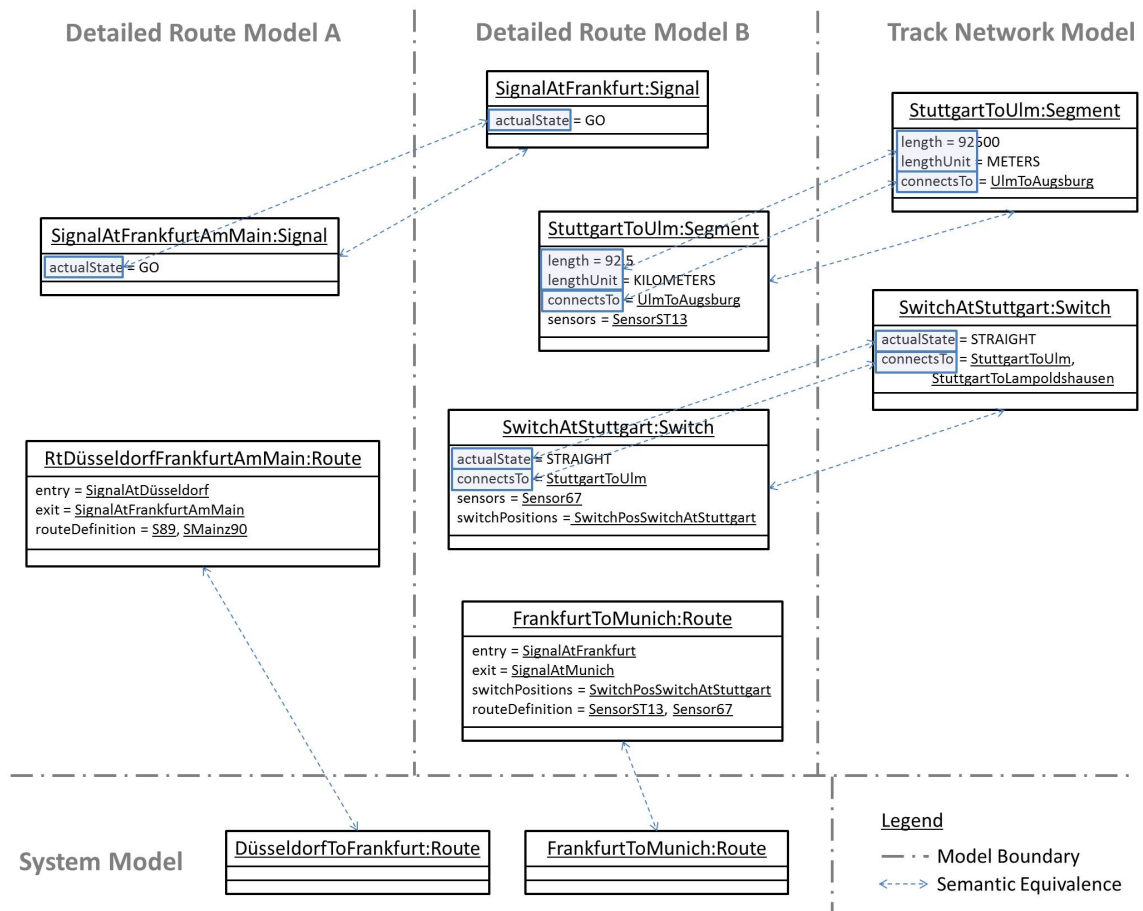 Detailed Route Model A
Detailed Route Model B
Track Network Model
SignalAtFrankfurt:Signal
actualState = GO
StuttgartToUlm:Segment
length = 92500
lengthUnit = METERS
connectsTo = UlmToAugsburg
SignalAtFrankfurtAmMain:Signal
actualState = GO
StuttgartToUlm:Segment
length = 92.5
lengthUnit = KILOMETERS
connectsTo = UlmToAugsburg
sensors = SensorST13
SwitchAtStuttgart:Switch
actualState = STRAIGHT
connectsTo = StuttgartToUlm,
StuttgartToLampoldshausen
RtDüsseldorfFrankfurtAmMain:Route
entry = SignalAtDüsseldorf
exit = SignalAtFrankfurtAmMain
routeDefinition = S89, SMainz90
SwitchAtStuttgart:Switch
actualState = STRAIGHT
connectsTo = StuttgartToUlm
sensors = Sensor67
switchPositions = SwitchPosSwitchAtStuttgart
FrankfurtToMunich:Route
entry = SignalAtFrankfurt
exit = SignalAtMunich
switchPositions = SwitchPosSwitchAtStuttgart
routeDefinition = SensorST13, Sensor67
System Model
DüsseldorfToFrankfurt:Route
FrankfurtToMunich:Route
Legend
Model Boundary
Semantic Equivalence